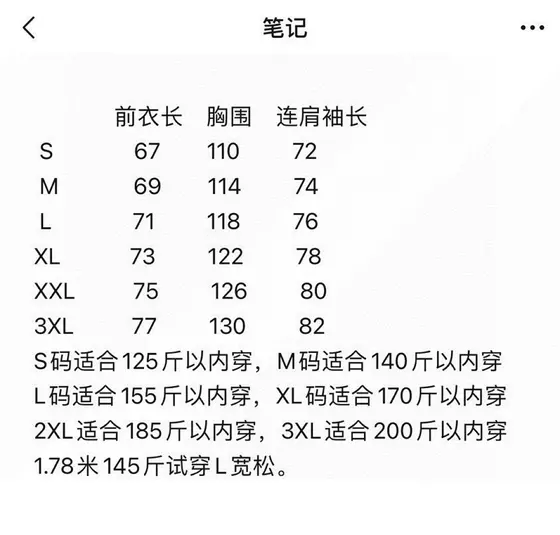 笔记
前衣长 胸围 连肩袖长
S 67 110 72
M 69 114 74
L 71 118 76
XL 73 122 78
XXL 75 126 80
3XL 77 130 82
S码适合125斤以内穿，M码适合140斤以内穿
L码适合155斤以内穿，XL码适合170斤以内穿
2XL适合185斤以内穿，3XL适合200斤以内穿
1.78米145斤试穿L宽松。